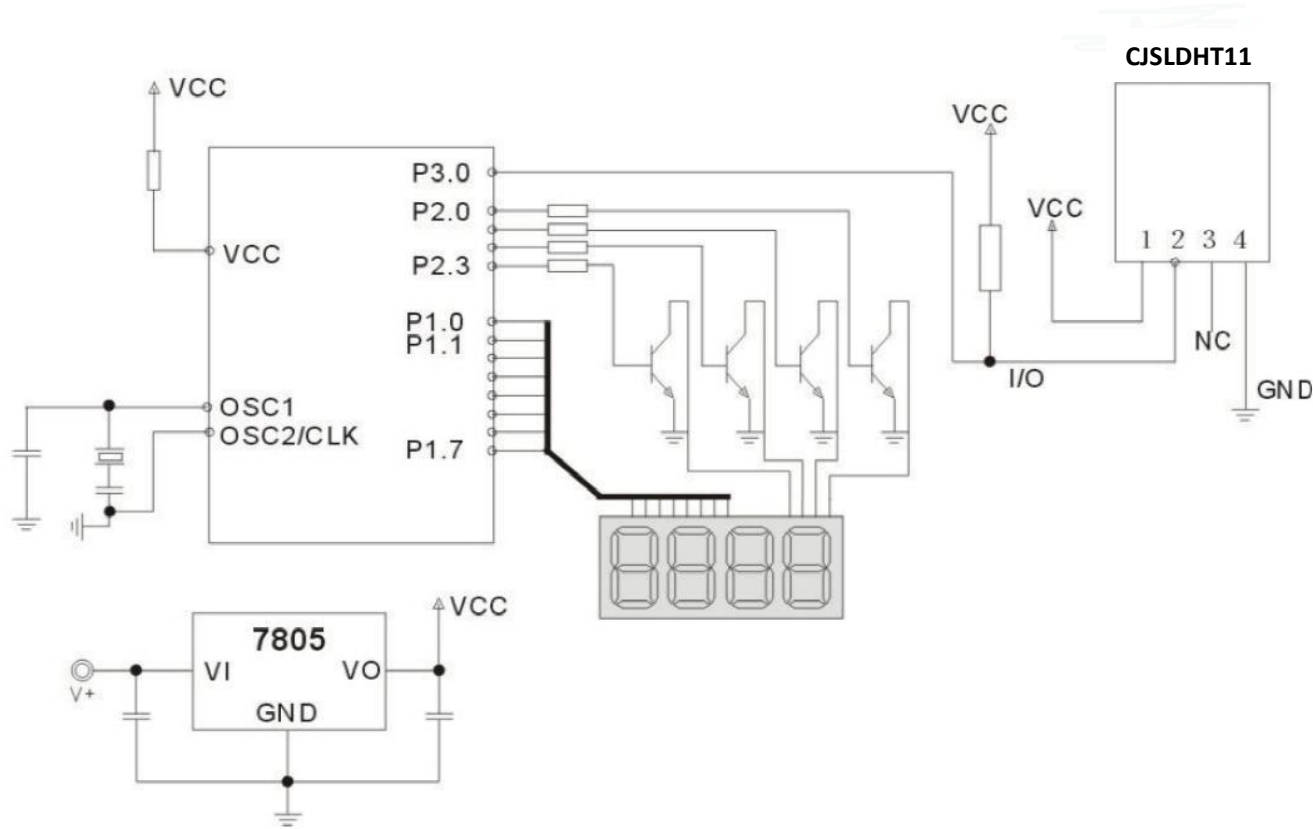 CJSLDHT11
VCC
VCC
VCC
P3.0
P2.0
P2.3
VCC
P1.0
P1.1
P1.7
OSC1
OSC2/CLK
1 2 3 4
NC
I/O
GND
7805
VI
VO
GND
V+
VCC